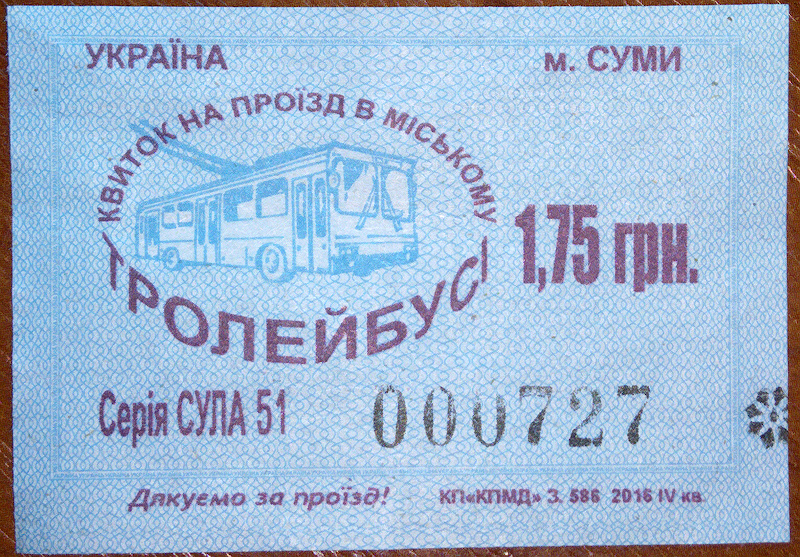 УКРАЇНА
м. СУМИ
КВИТОК НА ПРОЇЗД В МІСЬКОМУ
ТРОЛЕЙБУСІ
1,75 грн.
Серія СУЛА 51
000727
Дякуємо за проїзд!
КП«КПМД» З. 586 2016 IV кв.